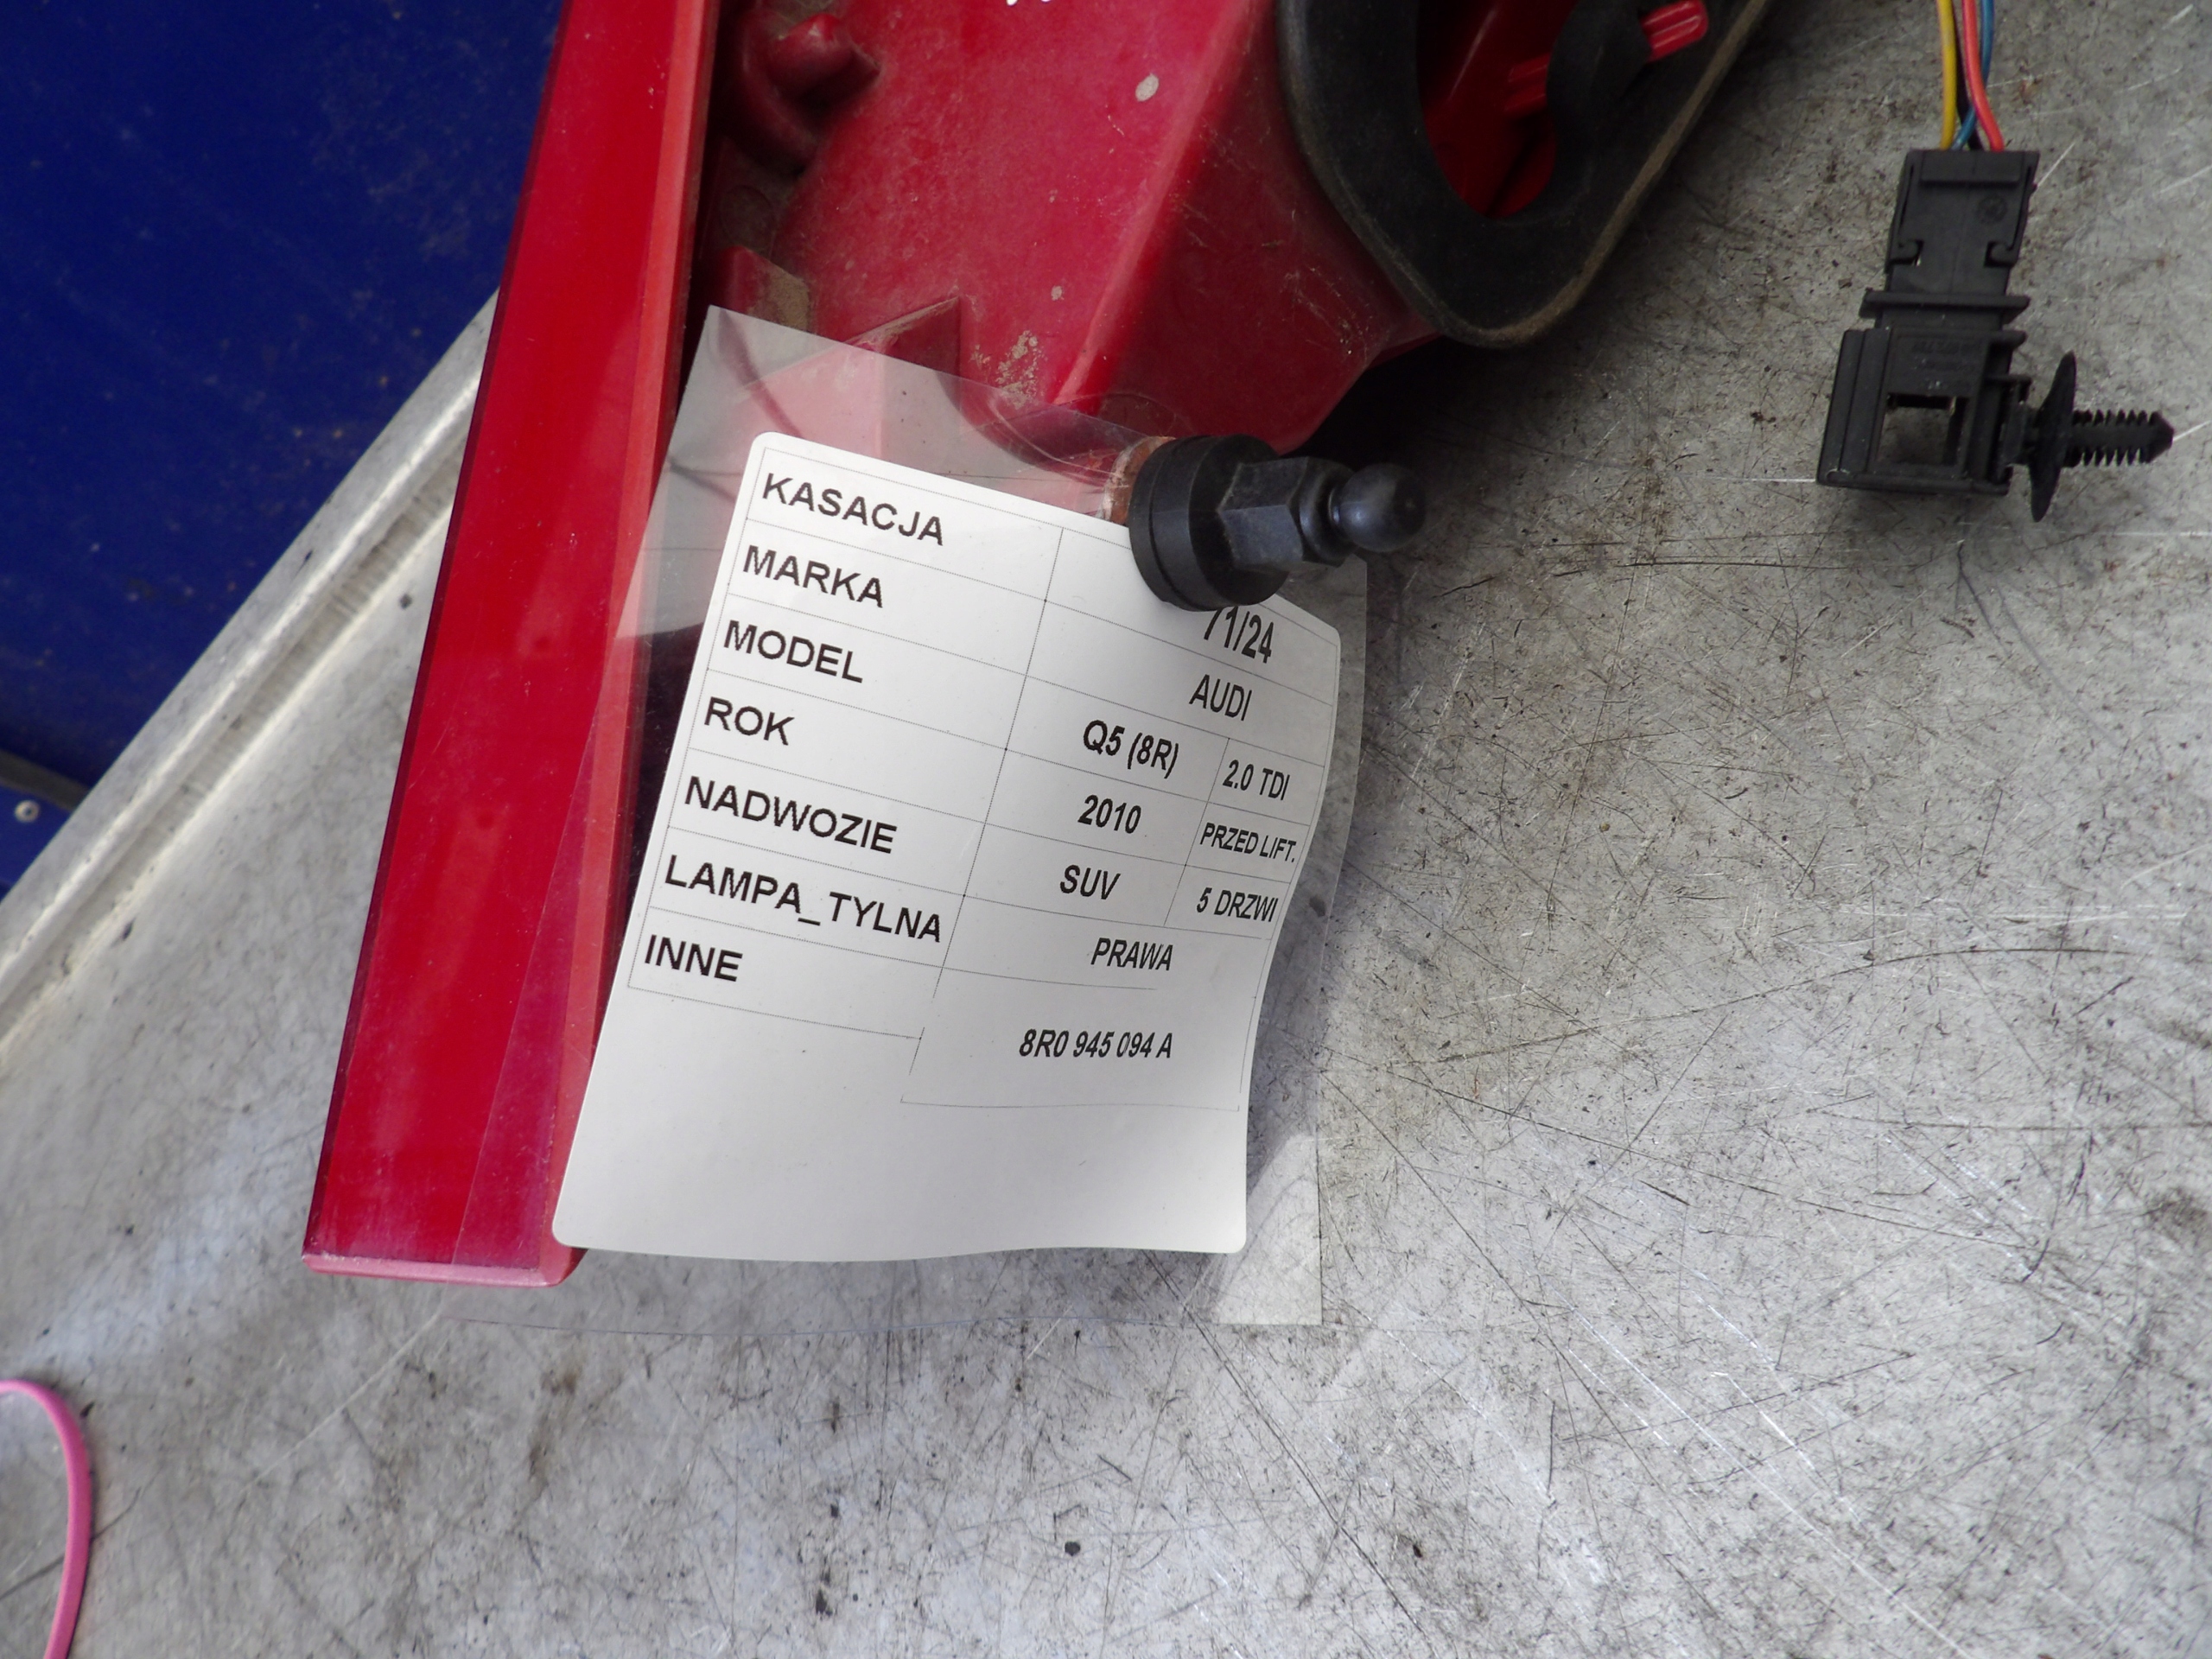 KASACJA 71/24
MARKA AUDI
MODEL Q5 (8R) 2.0 TDI
ROK 2010 PRZED LIFT.
NADWOZIE SUV 5 DRZWI
LAMPA_TYLNA PRAWA
INNE 8R0 945 094 A